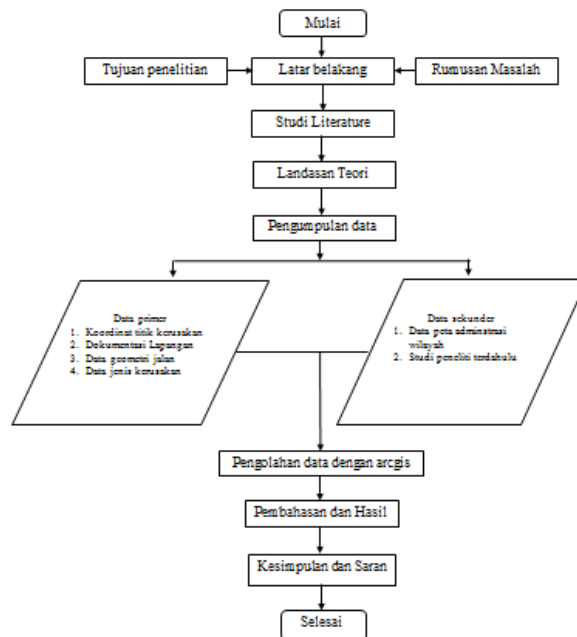 Mulai
Tujuan penelitian
Latar belakang
Rumusan Masalah
Studi Literature
Landasan Teori
Pengumpulan data
Data primer
1. Koordinat titik kerusakan
2. Dokumentasi Lapangan
3. Data geometri jalan
4. Data jenis kerusakan
Data sekunder
1. Data peta adminstrasi
wilayah
2. Studi peneliti terdahulu
Pengolahan data dengan arcgis
Pembahasan dan Hasil
Kesimpulan dan Saran
Selesai